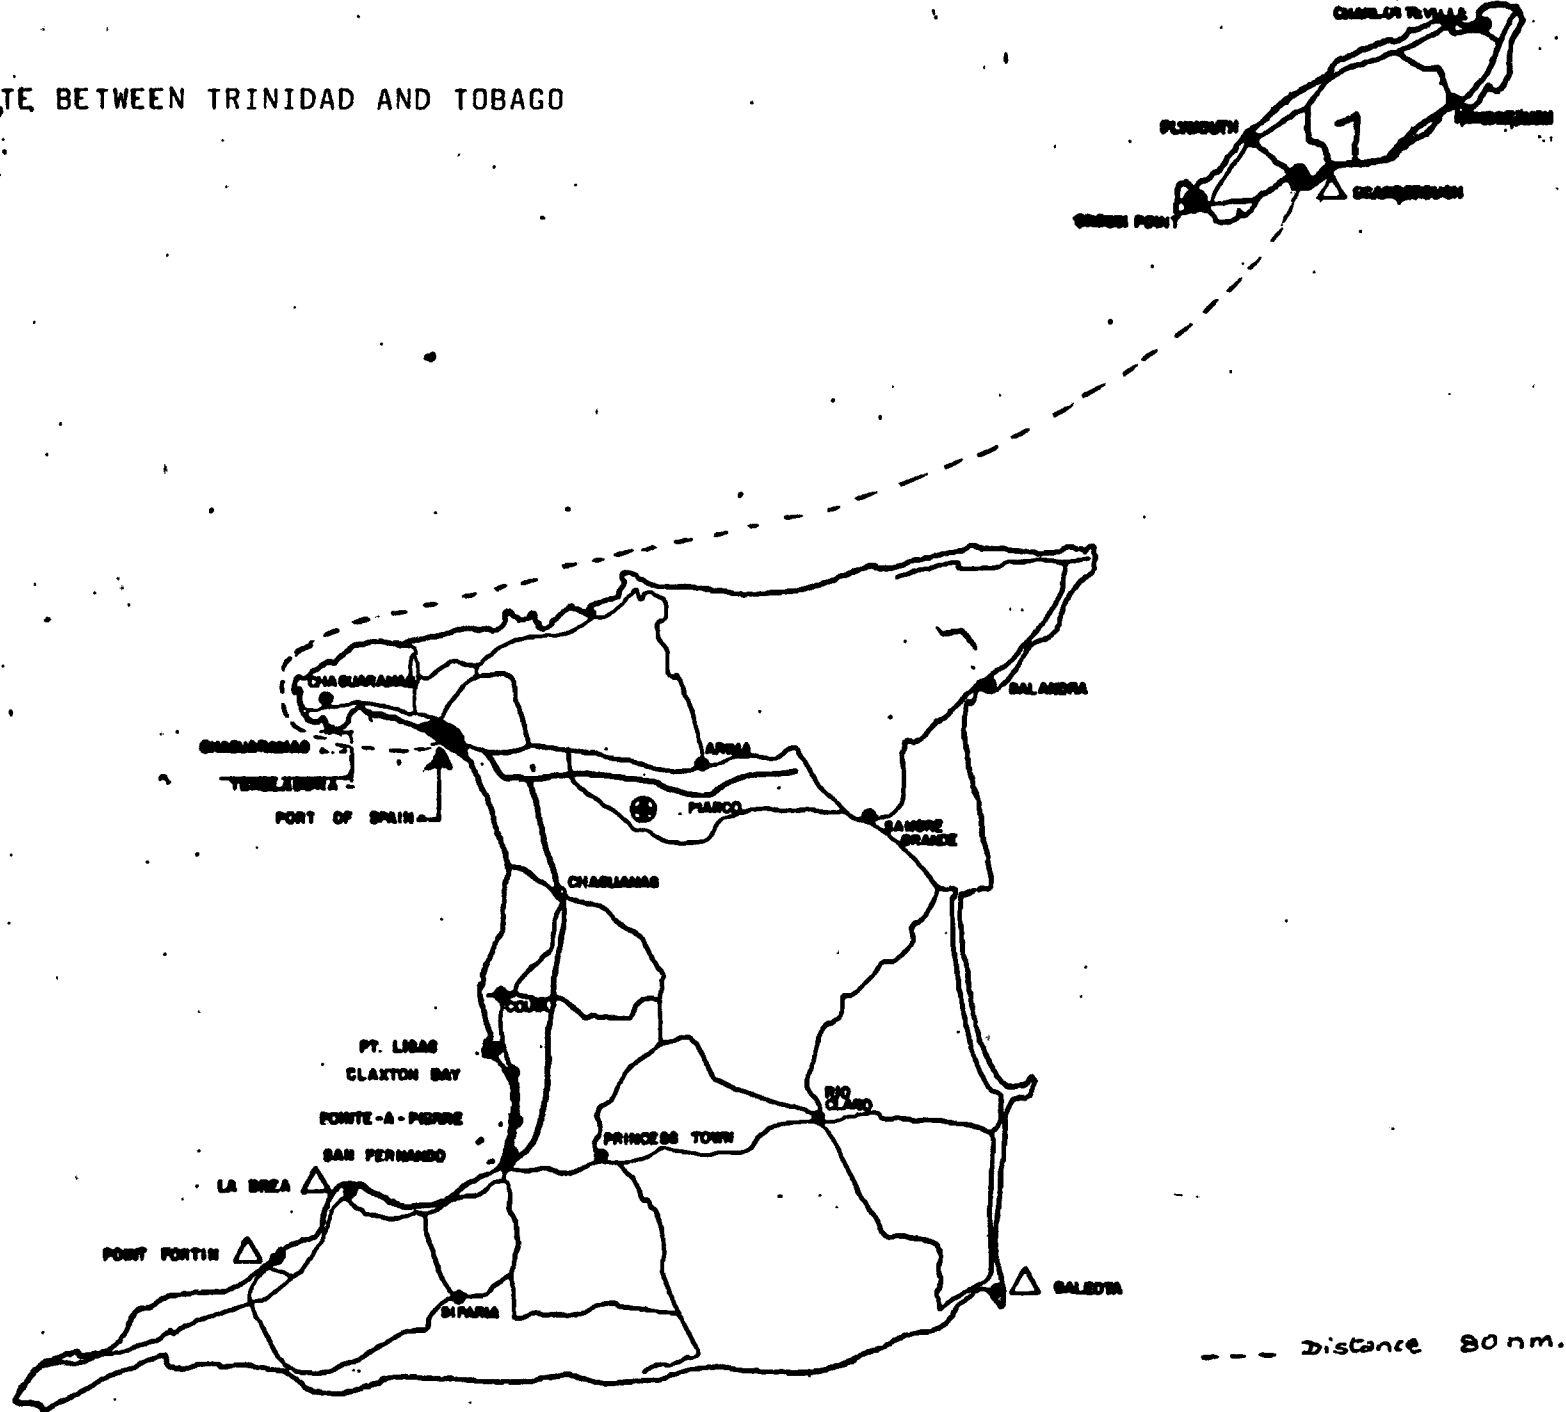 TE BETWEEN TRINIDAD AND TOBAGO
CHARLOTTEVILLE
PLYMOUTH
SCARBOROUGH
CROWN POINT
CHAGUARAMAS
BALANDRA
CHAGUARAMAS
ARIMA
TEMBLADORA
PIARCO
PORT OF SPAIN
SANGRE
GRANDE
CHAGUANAS
COUVA
PT. LISAS
CLAXTON BAY
RIO
CLARO
POINTE-A-PIERRE
PRINCESS TOWN
SAN FERNANDO
LA BREA
POINT FORTIN
GALEOTA
SIPARIA
--- Distance 80 nm.